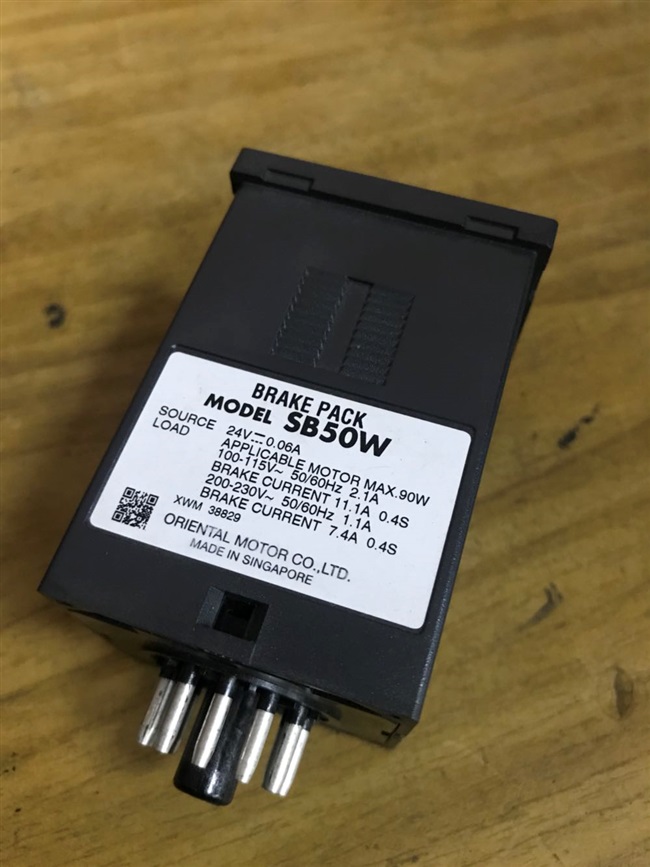 BRAKE PACK
MODEL SB50W
SOURCE 24V⎓0.06A
LOAD APPLICABLE MOTOR MAX.90W
100-115V~ 50/60Hz 2.1A
BRAKE CURRENT 11.1A 0.4S
200-230V~ 50/60Hz 1.1A
BRAKE CURRENT 7.4A 0.4S
XWM 38829
ORIENTAL MOTOR CO.,LTD.
MADE IN SINGAPORE